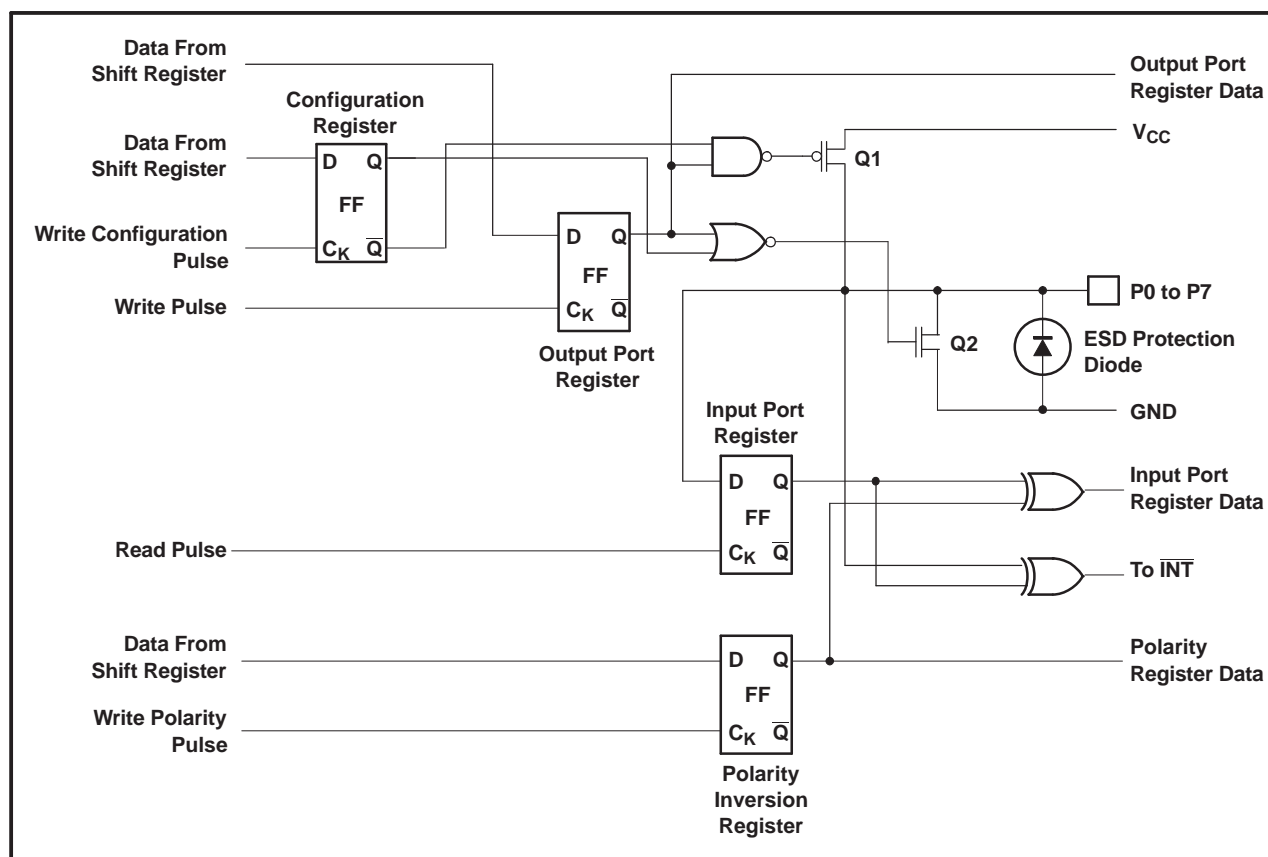 Data From
Shift Register
Output Port
Register Data
Configuration
Register
VCC
Data From
Shift Register
D Q
FF
CK Q̅
Q1
Write Configuration
Pulse
D Q
FF
CK Q̅
Write Pulse
Output Port
Register
P0 to P7
Q2
ESD Protection
Diode
GND
Input Port
Register
D Q
FF
CK Q̅
Input Port
Register Data
Read Pulse
To I̅N̅T̅
Data From
Shift Register
D Q
FF
CK Q̅
Polarity
Register Data
Write Polarity
Pulse
Polarity
Inversion
Register